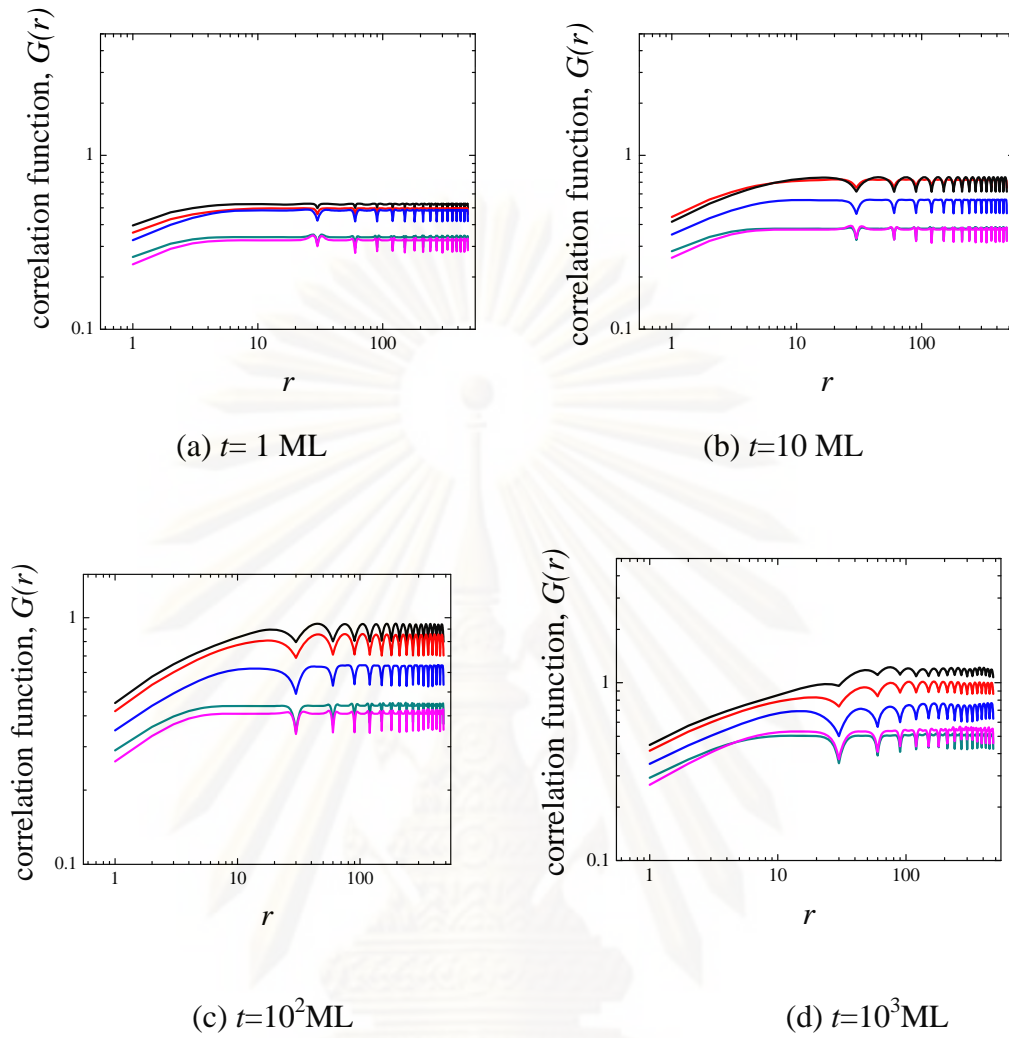 correlation function, G(r)
1
0.1
1
10
100
r
(a) t= 1 ML
correlation function, G(r)
1
0.1
1
10
100
r
(b) t=10 ML
correlation function, G(r)
1
0.1
1
10
100
r
(c) t=10²ML
correlation function, G(r)
1
0.1
1
10
100
r
(d) t=10³ML